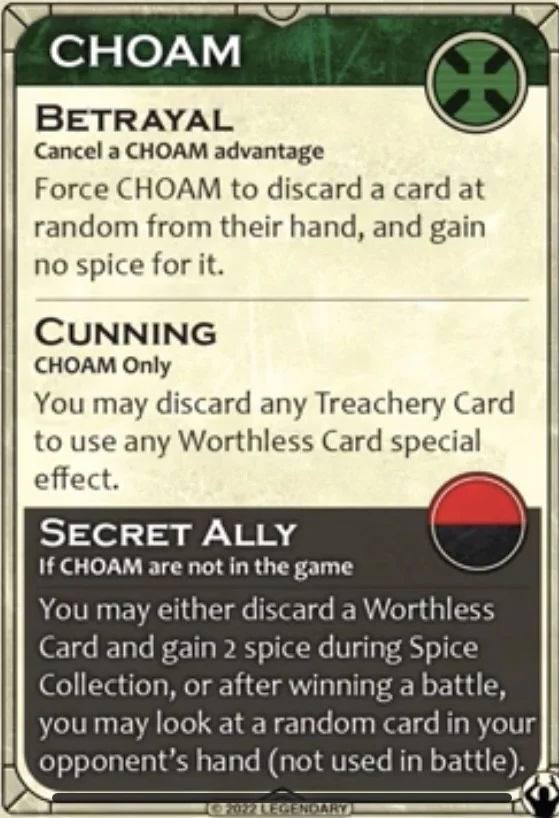 CHOAM
BETRAYAL
Cancel a CHOAM advantage
Force CHOAM to discard a card at
random from their hand, and gain
no spice for it.
CUNNING
CHOAM Only
You may discard any Treachery Card
to use any Worthless Card special
effect.
SECRET ALLY
If CHOAM are not in the game
You may either discard a Worthless
Card and gain 2 spice during Spice
Collection, or after winning a battle,
you may look at a random card in your
opponent's hand (not used in battle).
© 2022 LEGENDARY